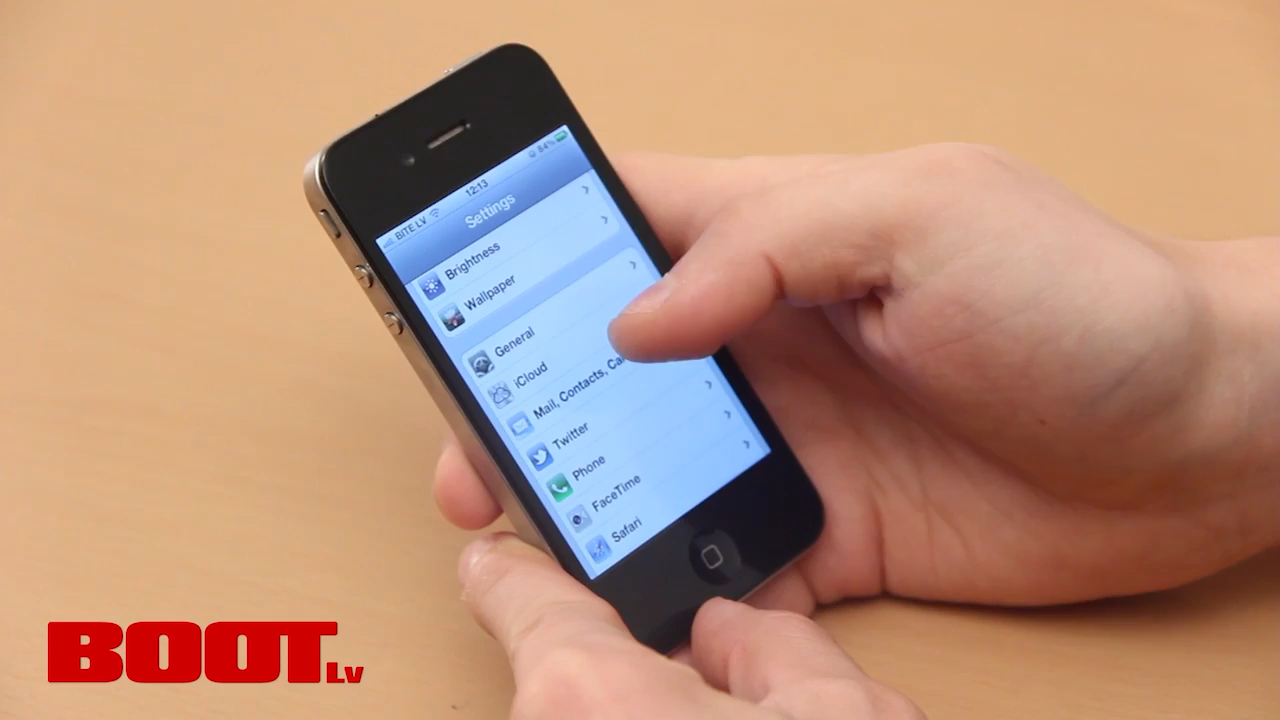 BITE LV 12:13 84%
Settings
Brightness
Wallpaper
General
iCloud
Mail, Contacts, Ca
Twitter
Phone
FaceTime
Safari
BOOT.Lv